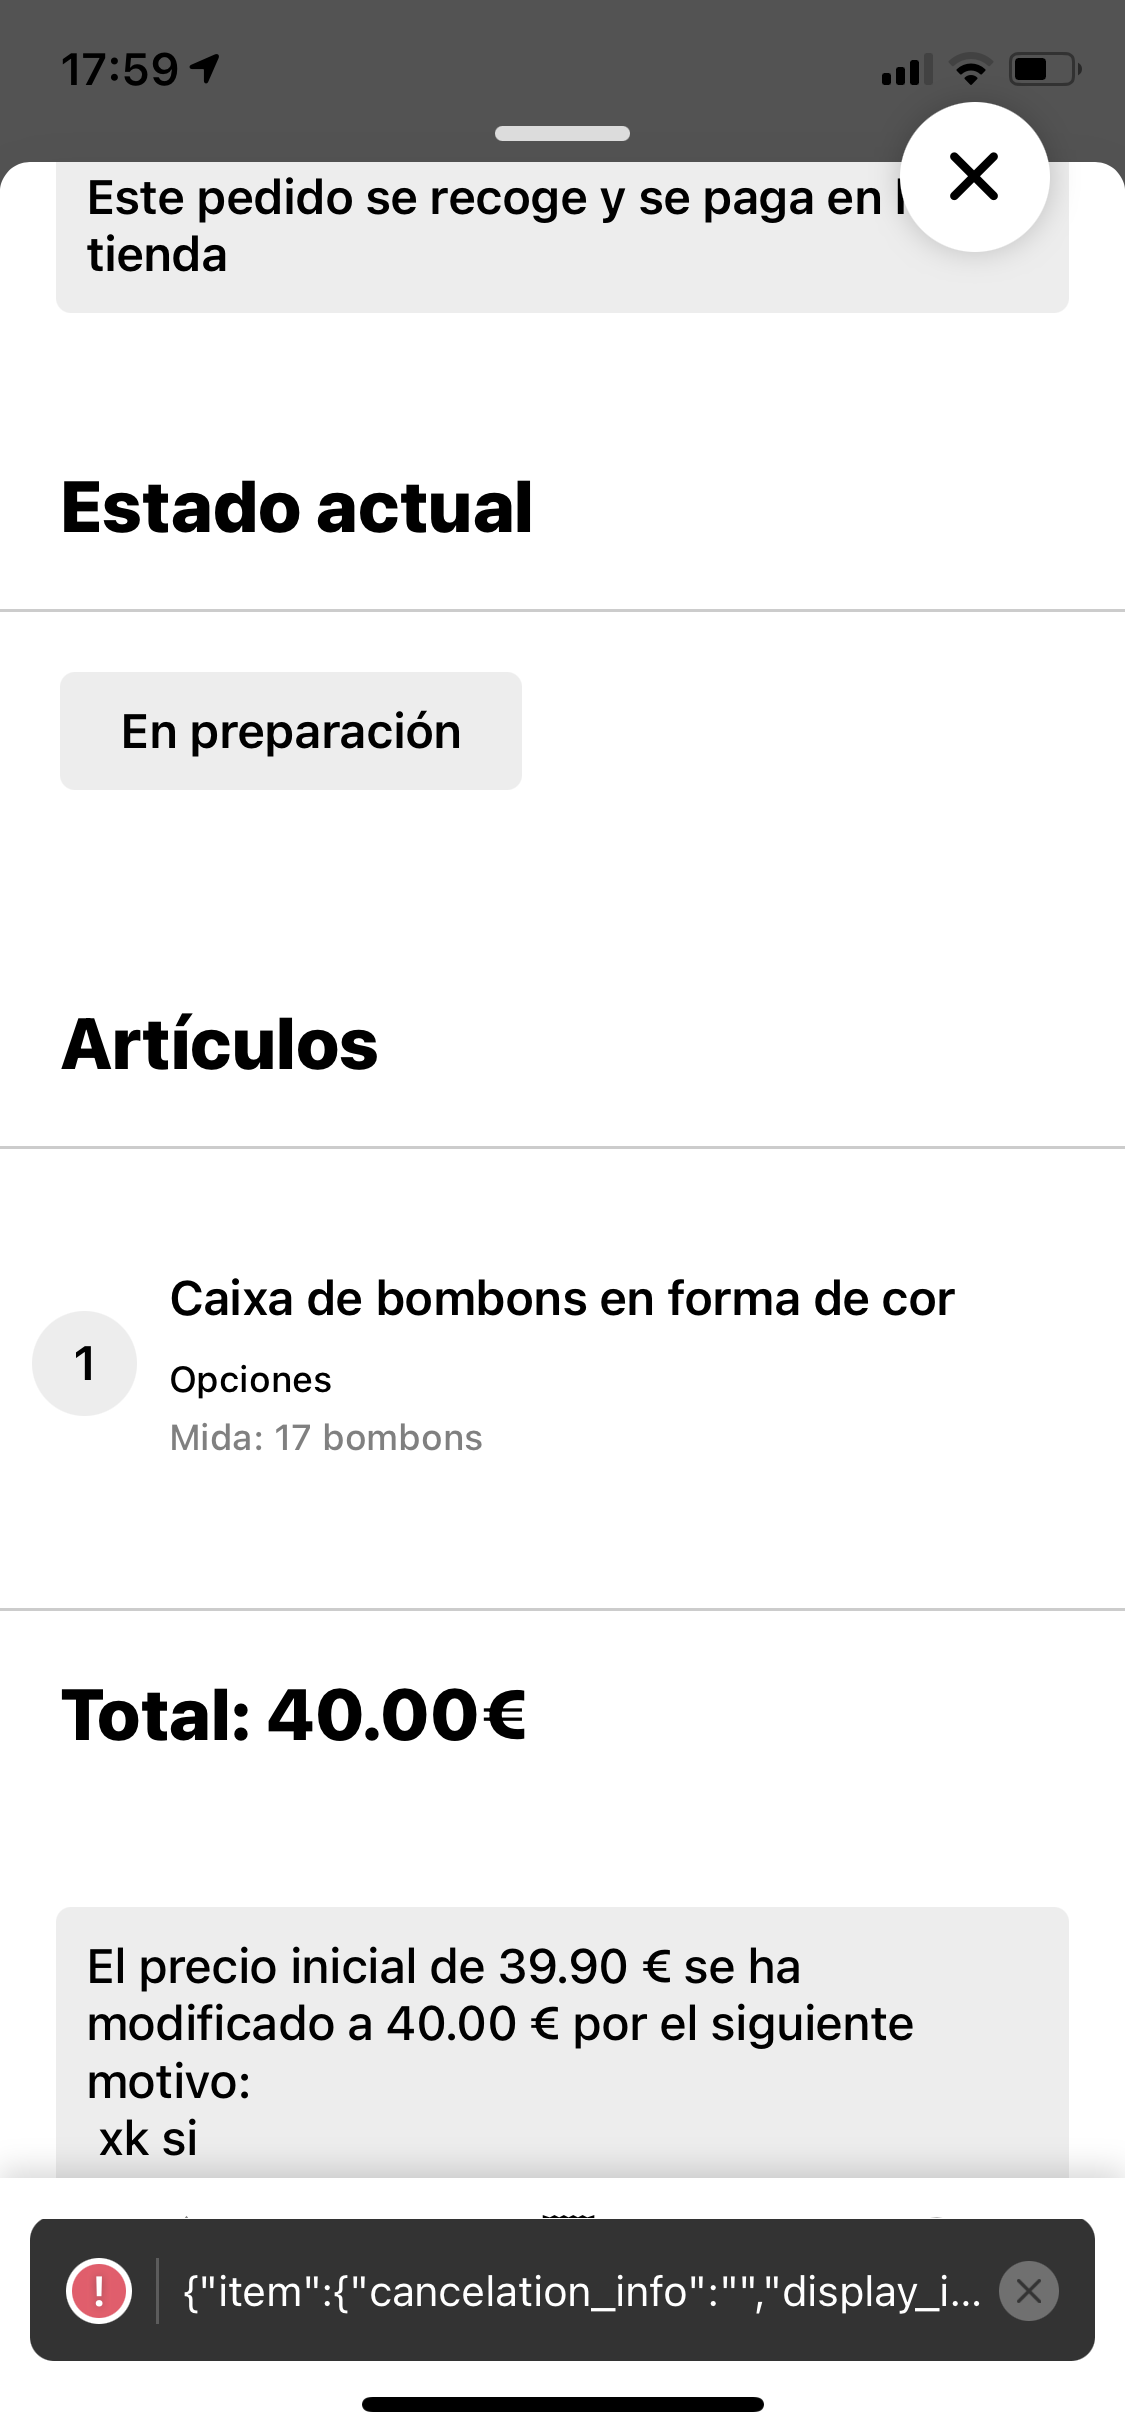 17:59
Este pedido se recoge y se paga en
tienda
Estado actual
En preparación
Artículos
1
Caixa de bombons en forma de cor
Opciones
Mida: 17 bombons
Total: 40.00€
El precio inicial de 39.90 € se ha
modificado a 40.00 € por el siguiente
motivo:
xk si
! {"item":{"cancelation_info":"","display_i...